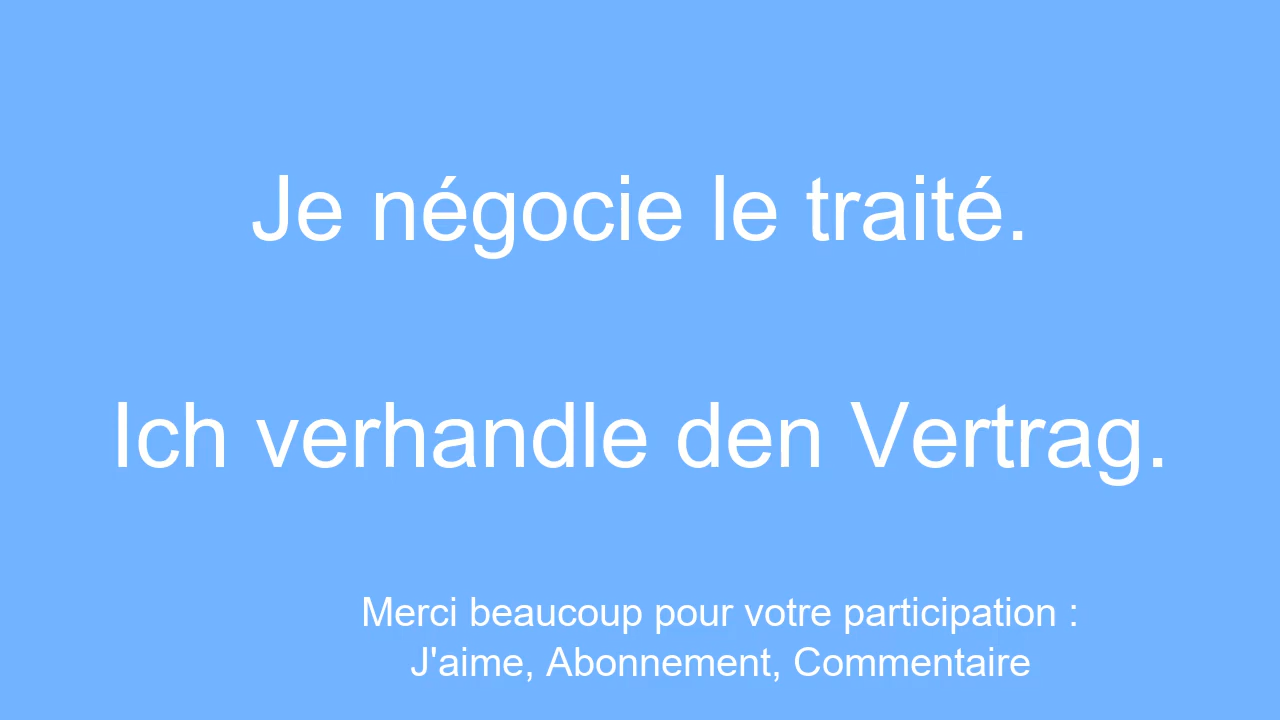 Je négocie le traité.
Ich verhandle den Vertrag.
Merci beaucoup pour votre participation :
J'aime, Abonnement, Commentaire